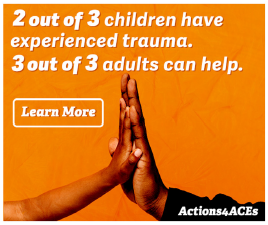 2 out of 3 children have
experienced trauma.
3 out of 3 adults can help.
Learn More
Actions4ACEs